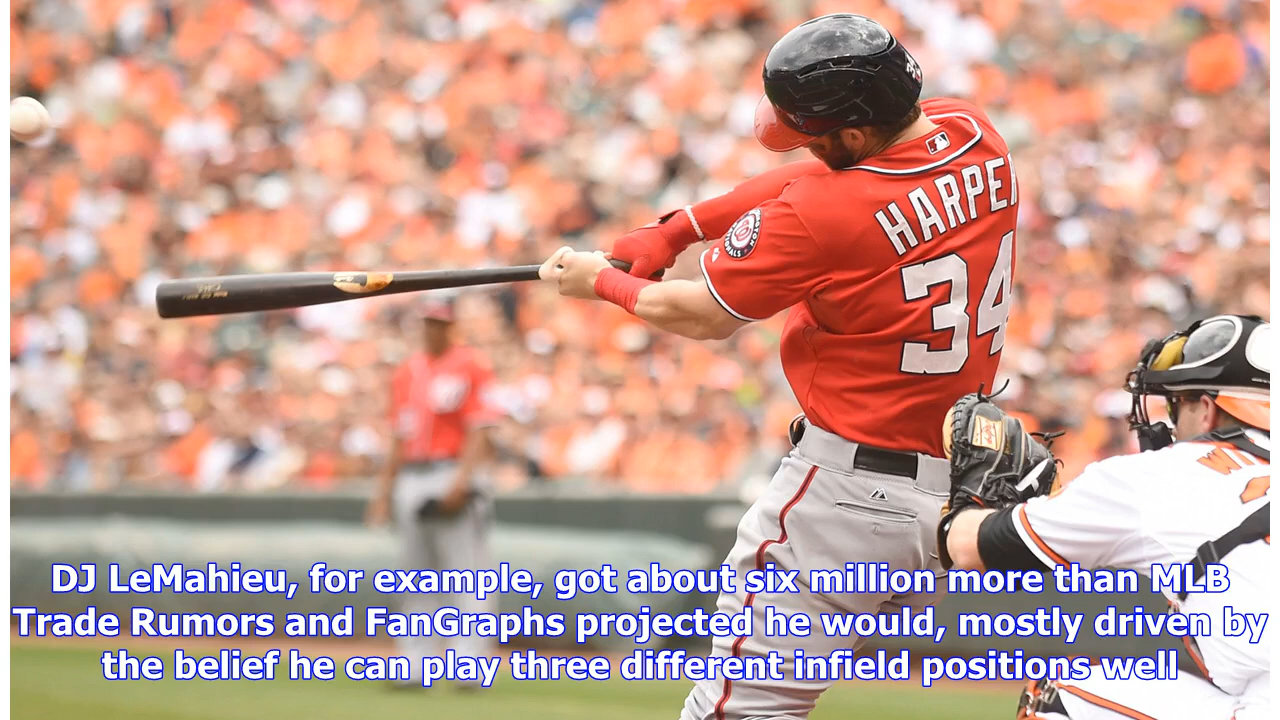 HARPER
34
DJ LeMahieu, for example, got about six million more than MLB
Trade Rumors and FanGraphs projected he would, mostly driven by
the belief he can play three different infield positions well